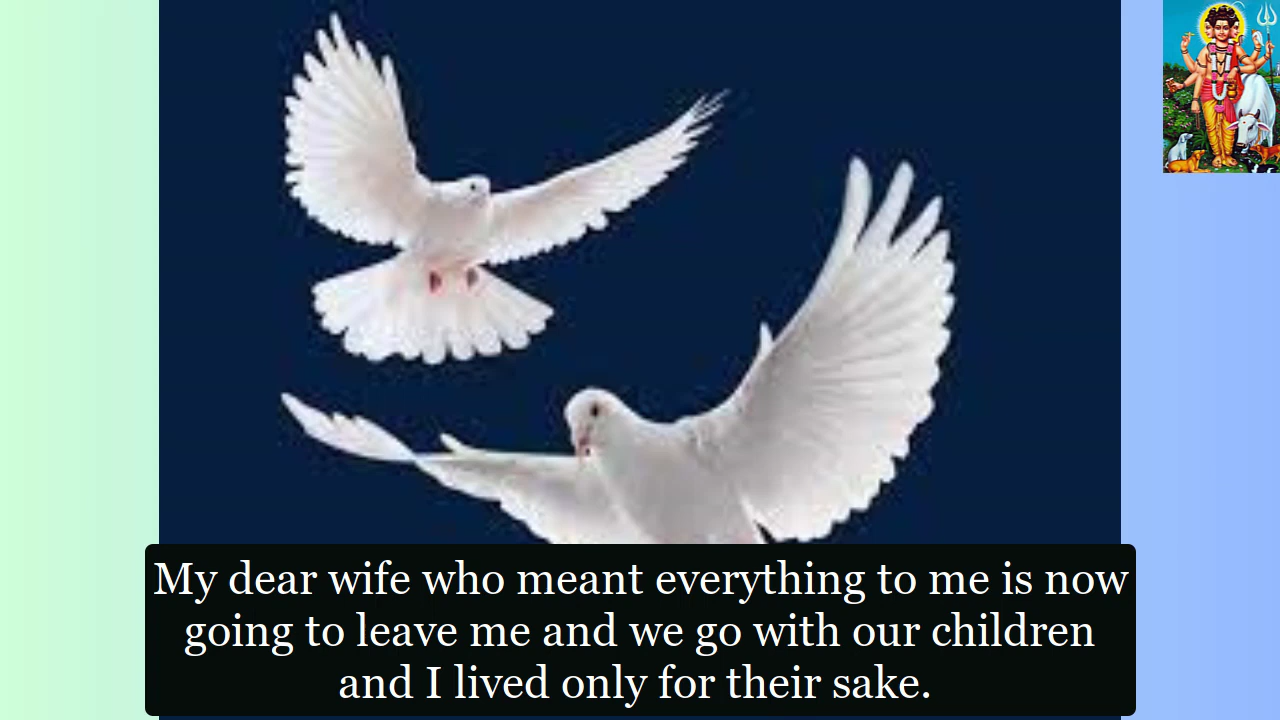 My dear wife who meant everything to me is now
going to leave me and we go with our children
and I lived only for their sake.